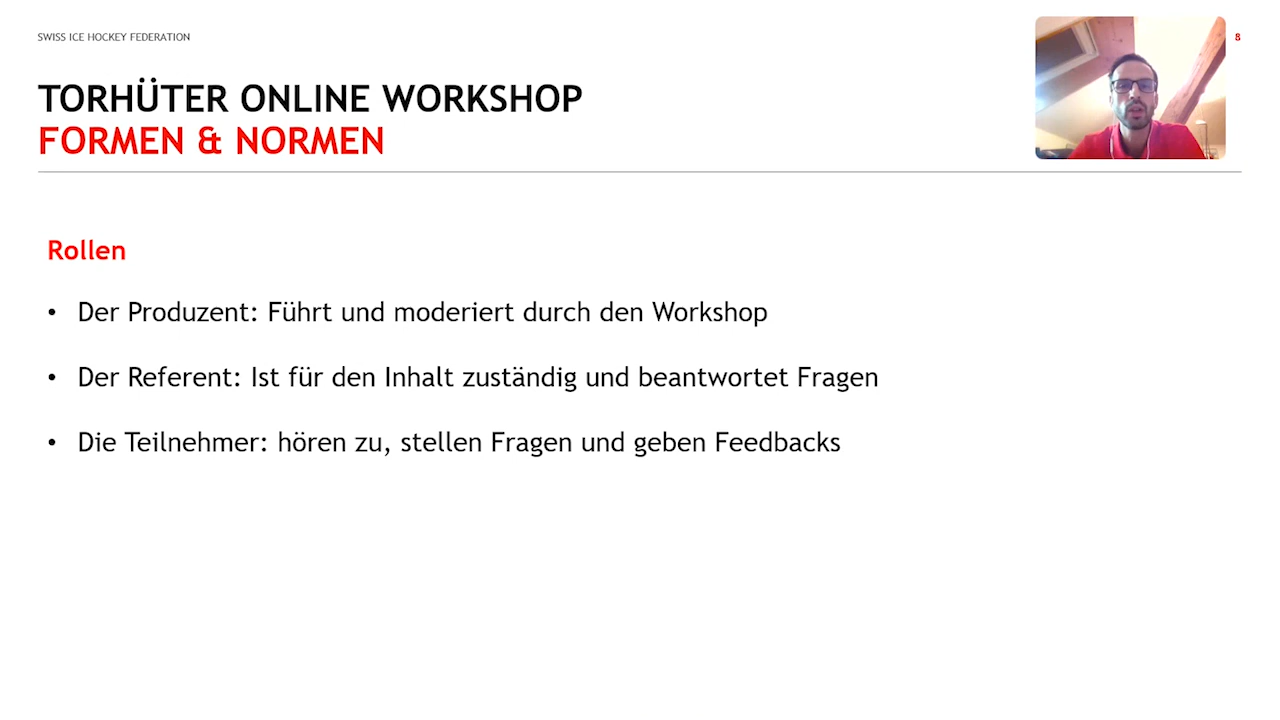 SWISS ICE HOCKEY FEDERATION
8
TORHÜTER ONLINE WORKSHOP
FORMEN & NORMEN
Rollen
• Der Produzent: Führt und moderiert durch den Workshop
• Der Referent: Ist für den Inhalt zuständig und beantwortet Fragen
• Die Teilnehmer: hören zu, stellen Fragen und geben Feedbacks